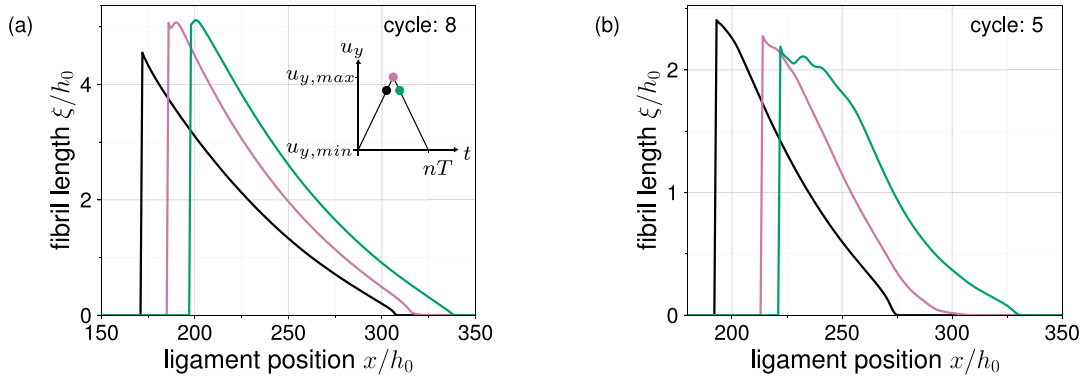 (a)
cycle: 8
u_y
u_{y,max}
u_{y,min}
t
nT
fibril length ξ/h_0
4
2
0
150 200 250 300 350
ligament position x/h_0
(b)
cycle: 5
fibril length ξ/h_0
2
1
0
200 250 300 350
ligament position x/h_0